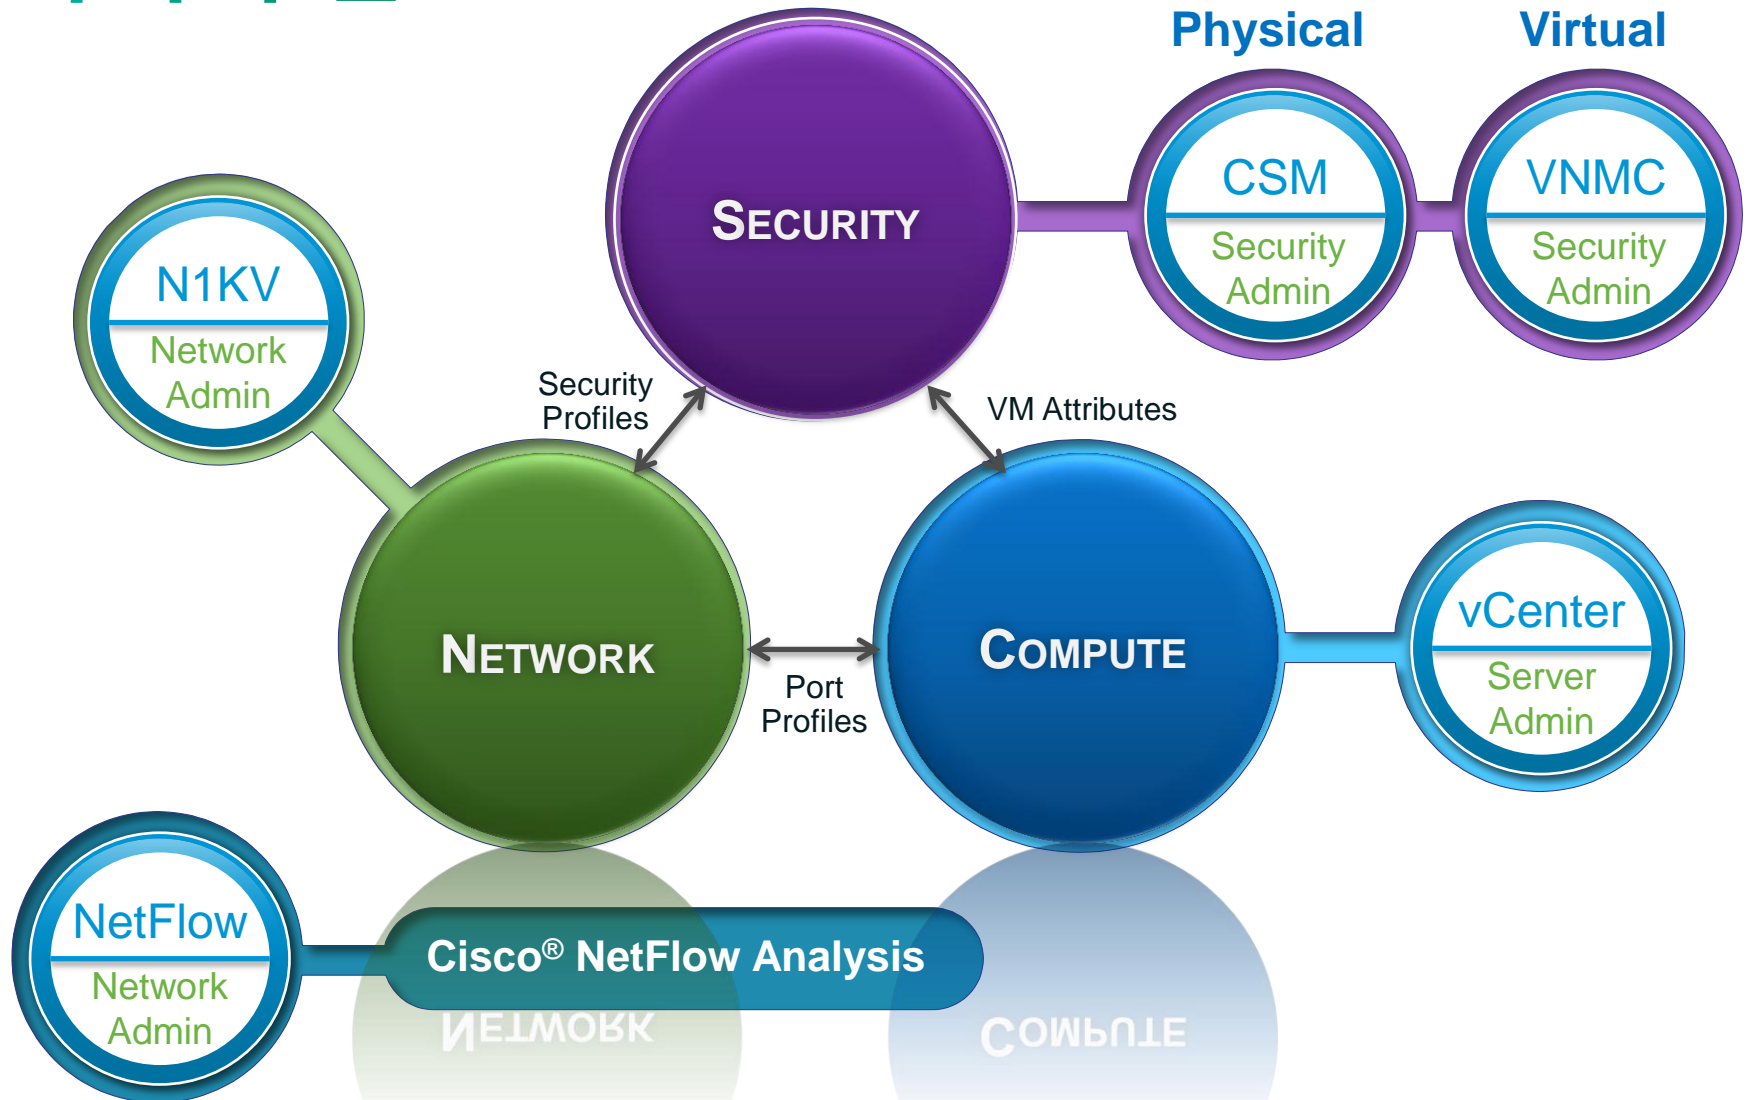 Physical
Virtual
CSM
Security
Admin
VNMC
Security
Admin
SECURITY
N1KV
Network
Admin
Security
Profiles
VM Attributes
NETWORK
COMPUTE
Port
Profiles
vCenter
Server
Admin
NetFlow
Network
Admin
Cisco® NetFlow Analysis
NETWORK
COMPUTE